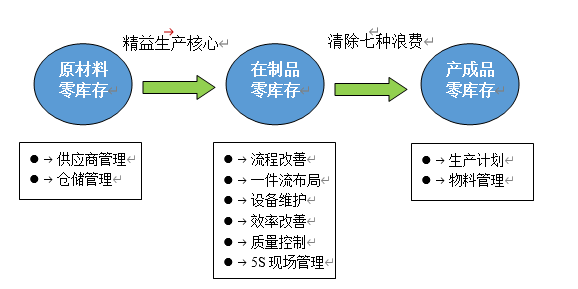 精益生产核心
清除七种浪费
原材料
零库存
在制品
零库存
产成品
零库存
供应商管理
仓储管理
流程改善
一件流布局
设备维护
效率改善
质量控制
5S 现场管理
生产计划
物料管理